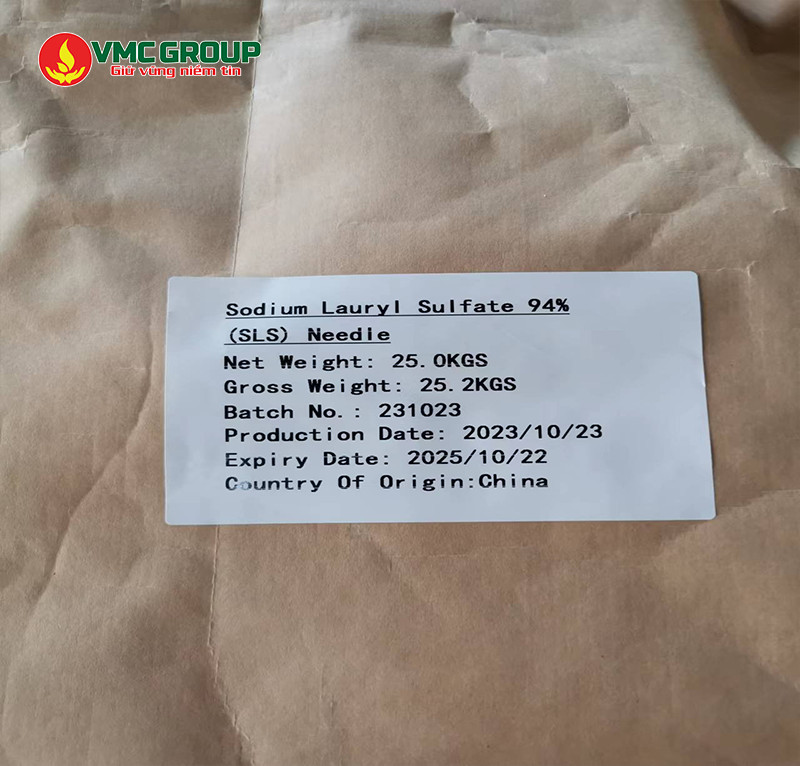 VMC GROUP
Giữ vững niềm tin
Sodium Lauryl Sulfate 94%
(SLS) Needie
Net Weight: 25.0KGS
Gross Weight: 25.2KGS
Batch No.: 231023
Production Date: 2023/10/23
Expiry Date: 2025/10/22
Country Of Origin:China